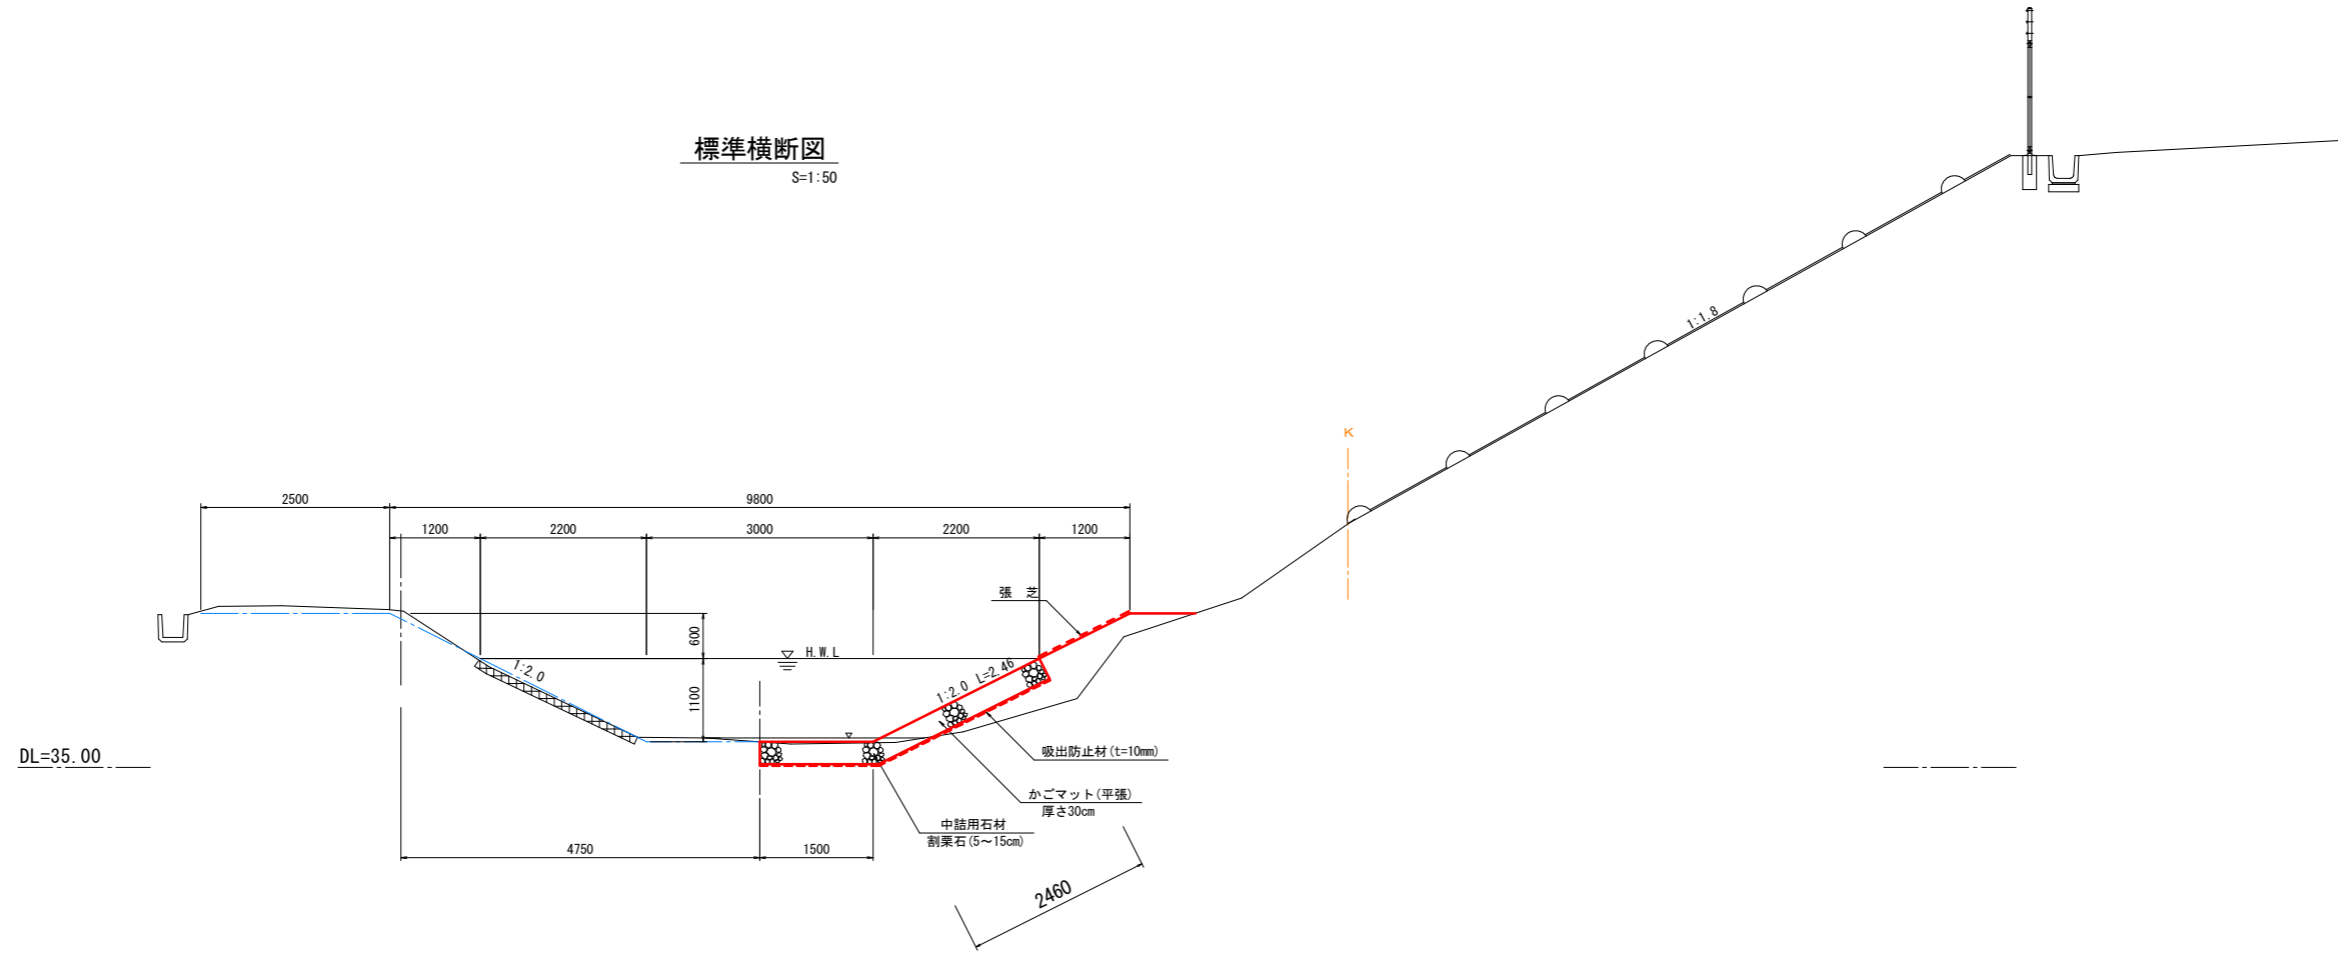 標準横断図
S=1:50
1:1.8
K
2500
9800
1200
2200
3000
2200
1200
張 芝
600
H.W.L
1:2.0
1:2.0 L=2.46
1100
吸出防止材(t=10mm)
DL=35.00
かごマット(平張)
厚さ30cm
中詰用石材
割栗石(5～15cm)
4750
1500
2460